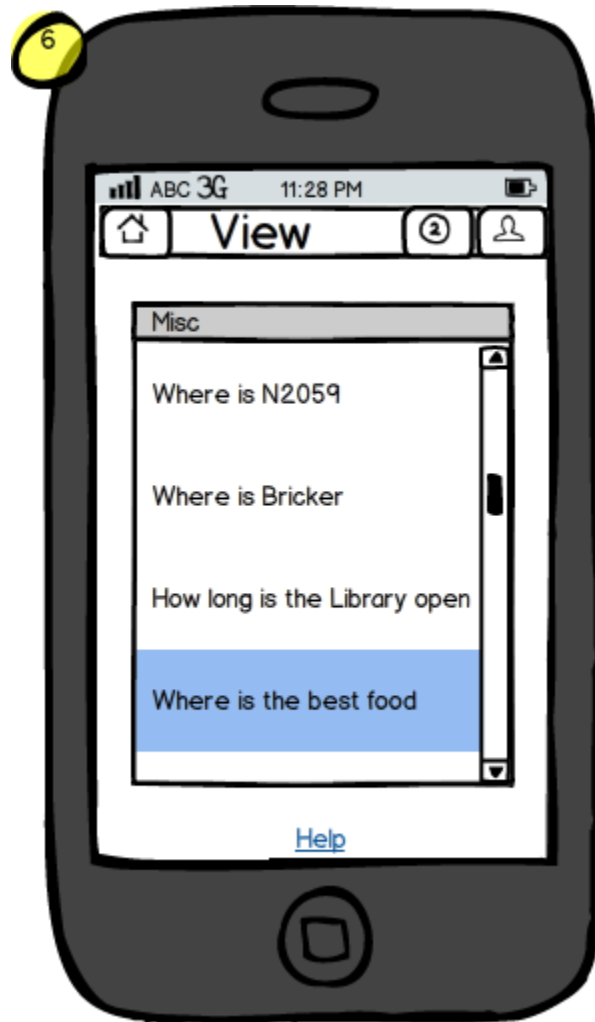 6
ABC 3G 11:28 PM
View 2
Misc
Where is N2059
Where is Bricker
How long is the Library open
Where is the best food
Help